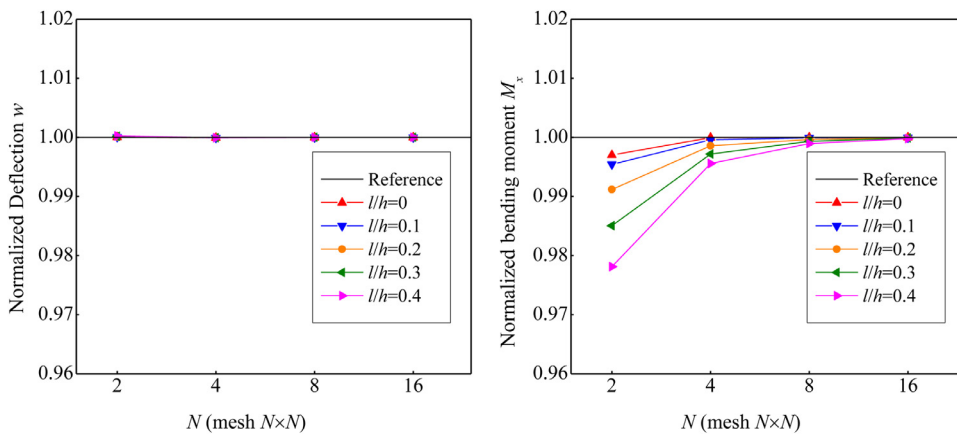 1.02
1.01
1.00
0.99
0.98
0.97
0.96
Normalized Deflection w
Reference
l/h=0
l/h=0.1
l/h=0.2
l/h=0.3
l/h=0.4
2 4 8 16
N (mesh N×N)
1.02
1.01
1.00
0.99
0.98
0.97
0.96
Normalized bending moment Mₓ
Reference
l/h=0
l/h=0.1
l/h=0.2
l/h=0.3
l/h=0.4
2 4 8 16
N (mesh N×N)